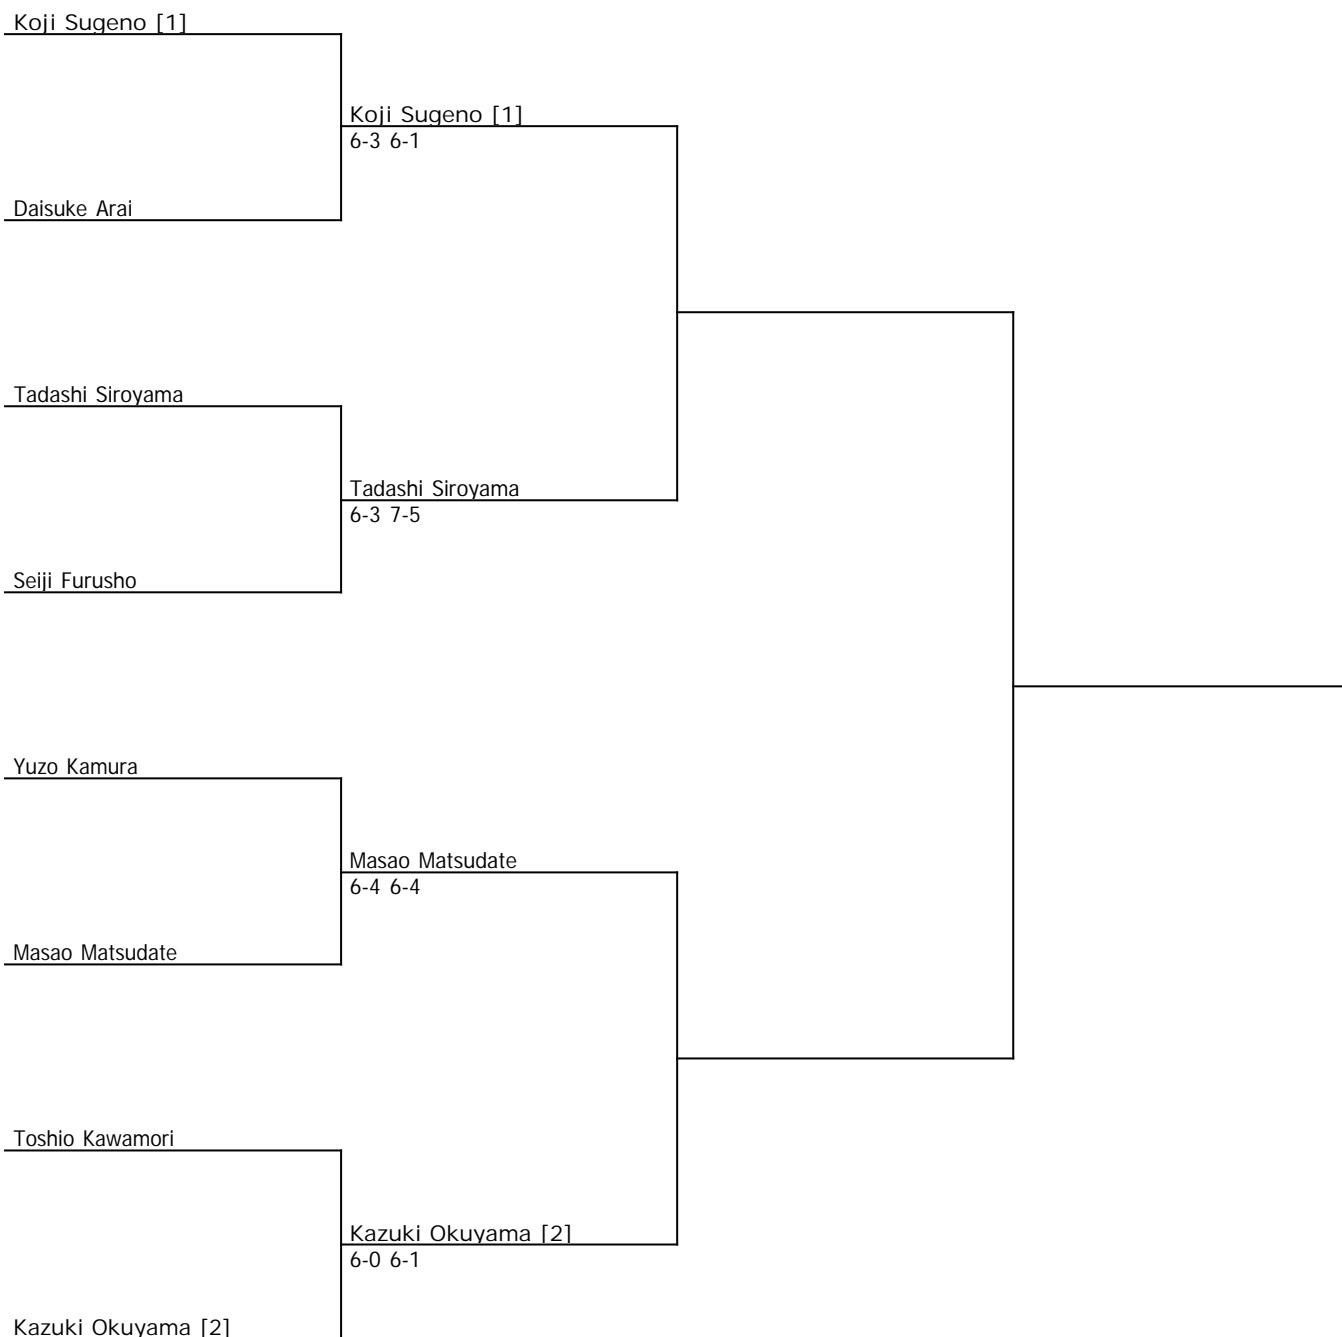 Koji Sugeno [1]
Koji Sugeno [1]
6-3 6-1
Daisuke Arai
Tadashi Siroyama
Tadashi Siroyama
6-3 7-5
Seiji Furusho
Yuzo Kamura
Masao Matsudate
6-4 6-4
Masao Matsudate
Toshio Kawamori
Kazuki Okuyama [2]
6-0 6-1
Kazuki Okuyama [2]